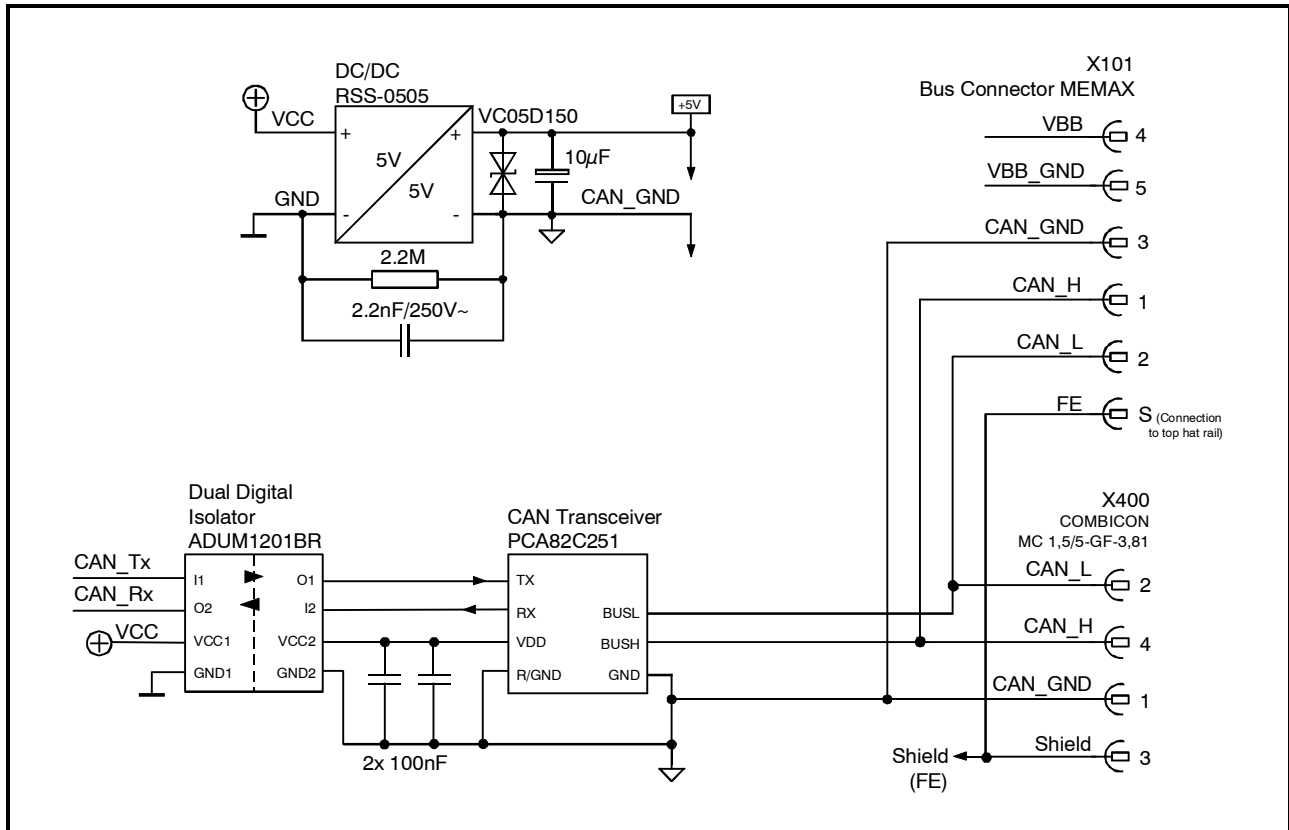 DC/DC
RSS-0505
VCC
+
+
VC05D150
+5V
5V
5V
10µF
GND
-
-
CAN_GND
2.2M
2.2nF/250V~
X101
Bus Connector MEMAX
VBB
4
VBB_GND
5
CAN_GND
3
CAN_H
1
CAN_L
2
FE
S (Connection
to top hat rail)
Dual Digital
Isolator
ADUM1201BR
CAN_Tx
I1
O1
CAN_Rx
O2
I2
VCC
VCC1
VCC2
GND1
GND2
2x 100nF
CAN Transceiver
PCA82C251
TX
RX
BUSL
VDD
BUSH
R/GND
GND
X400
COMBICON
MC 1,5/5-GF-3,81
CAN_L
2
CAN_H
4
CAN_GND
1
Shield
3
Shield
(FE)